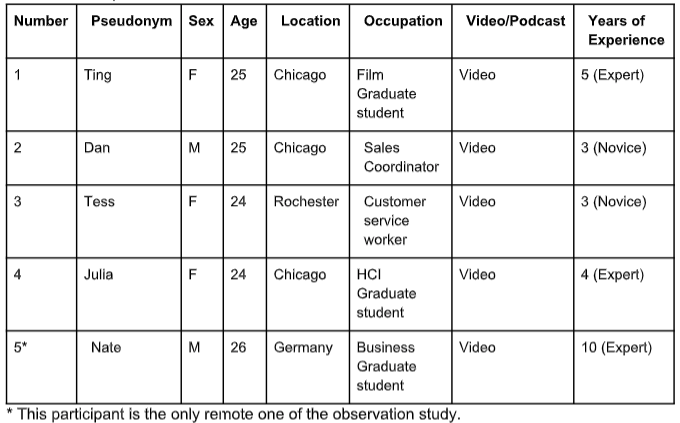 Number Pseudonym Sex Age Location Occupation Video/Podcast Years of
Experience
1 Ting F 25 Chicago Film Video 5 (Expert)
Graduate
student
2 Dan M 25 Chicago Sales Video 3 (Novice)
Coordinator
3 Tess F 24 Rochester Customer Video 3 (Novice)
service
worker
4 Julia F 24 Chicago HCI Video 4 (Expert)
Graduate
student
5* Nate M 26 Germany Business Video 10 (Expert)
Graduate
student
* This participant is the only remote one of the observation study.